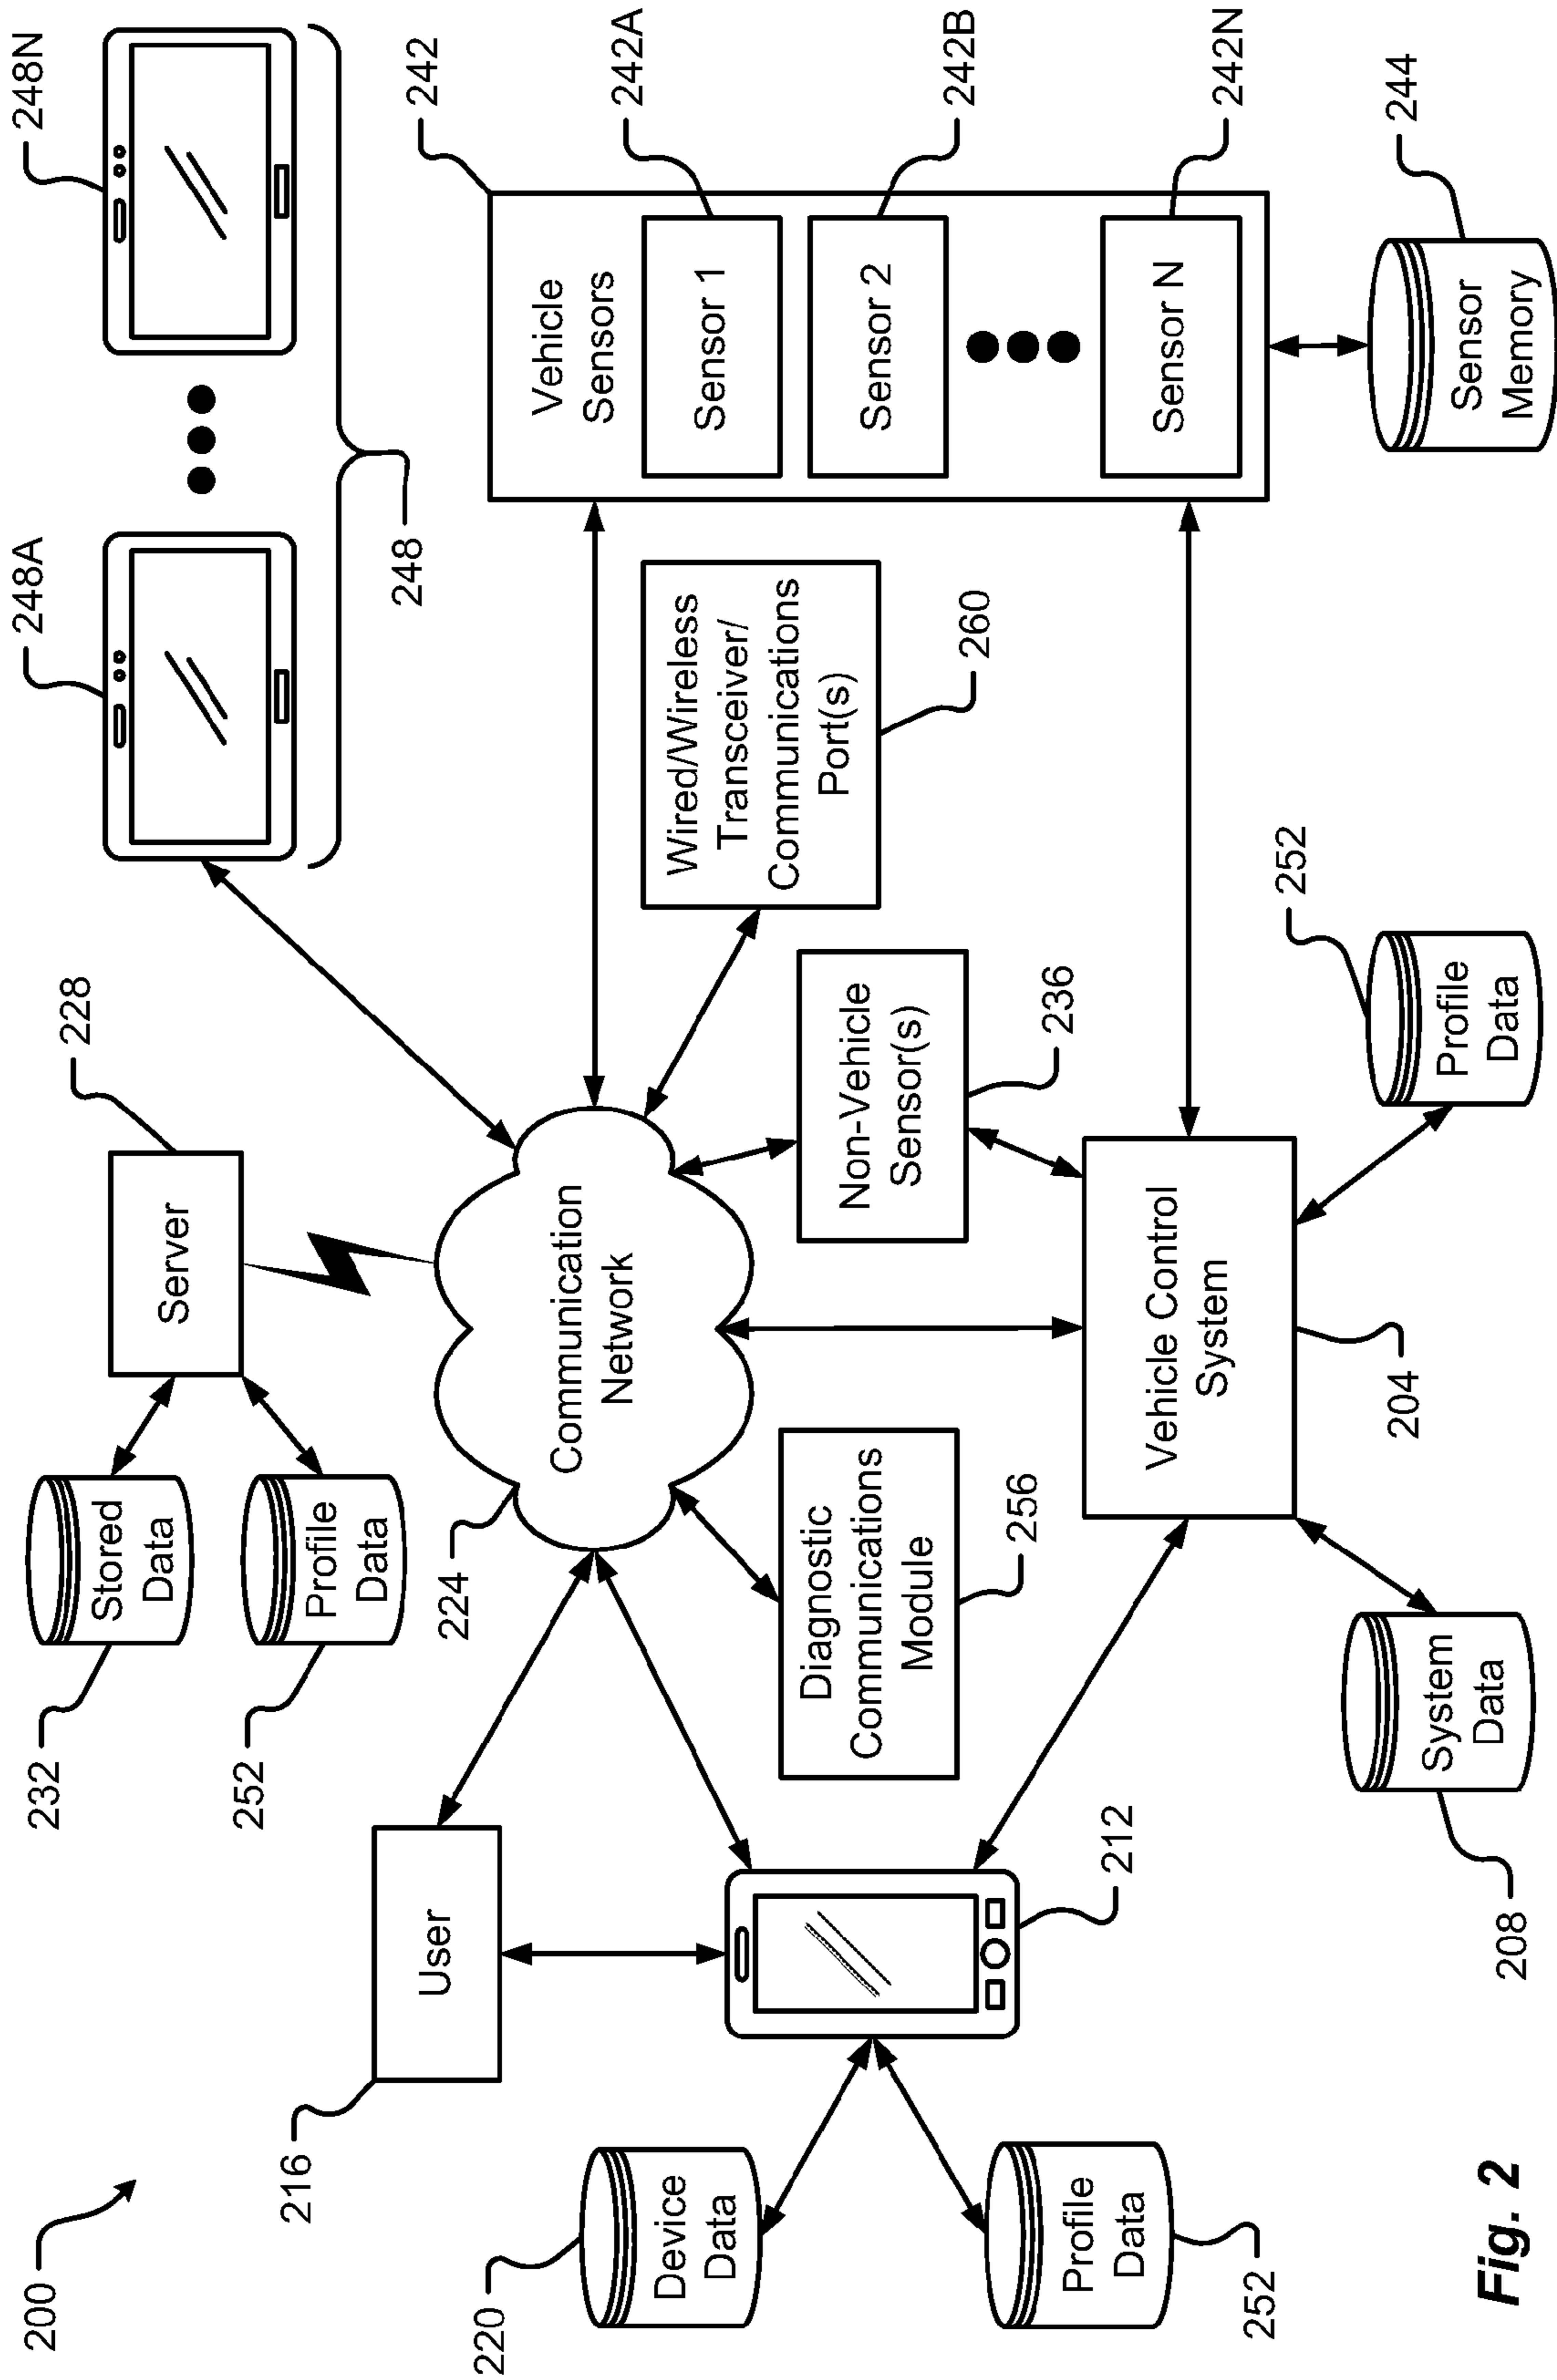 200
232
Stored
Data
252
Profile
Data
Server
228
248A
248N
248
216
User
224
Communication
Network
242
Vehicle
Sensors
Sensor 1
242A
Sensor 2
242B
Sensor N
242N
Wired/Wireless
Transceiver/
Communications
Port(s)
260
220
Device
Data
212
Diagnostic
Communications
Module
256
Non-Vehicle
Sensor(s)
236
252
Profile
Data
Vehicle Control
System
204
208
System
Data
252
Profile
Data
244
Sensor
Memory
Fig. 2